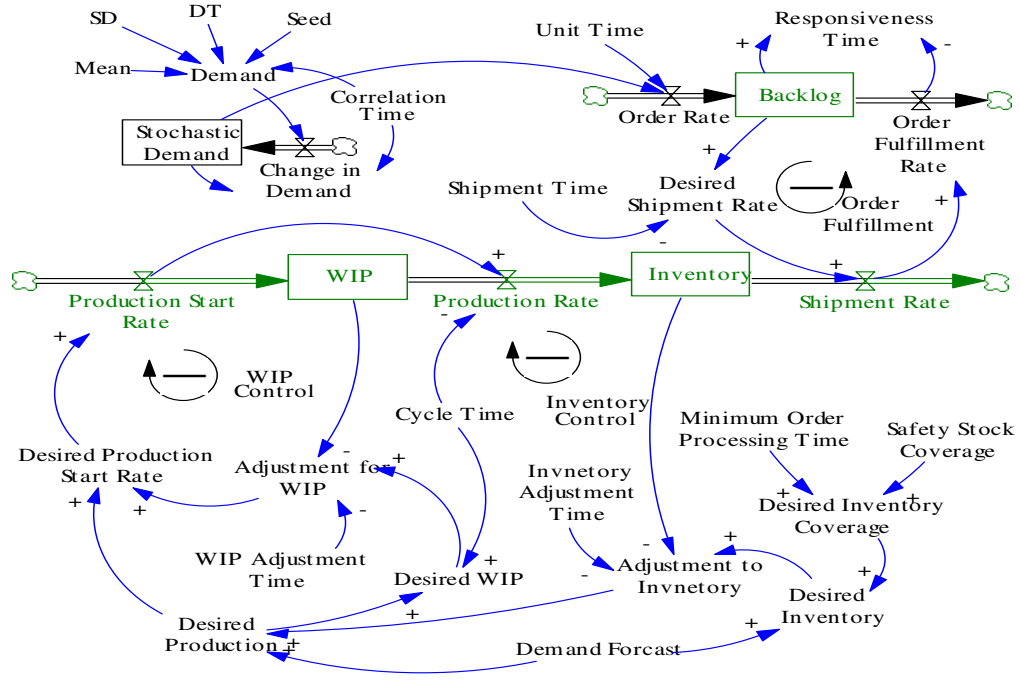 SD
DT
Seed
Mean
Demand
Correlation
Time
Stochastic
Demand
Change in
Demand
Unit Time
Responsiveness
Time
+
-
Backlog
Order Rate
Order
Fulfillment
Rate
+
Shipment Time
Desired
Shipment Rate
Order
Fulfillment
+
-
+
+
WIP
Inventory
Production Start
Rate
Production Rate
Shipment Rate
+
-
WIP
Control
Inventory
Control
Cycle Time
Minimum Order
Processing Time
Safety Stock
Coverage
Desired Production
Start Rate
-
Adjustment for
WIP
+
+
+
-
Invnetory
Adjustment
Time
+
+
Desired Inventory
Coverage
WIP Adjustment
Time
+
Desired WIP
-
-
+
Adjustment to
Invnetory
+
Desired
Inventory
Desired
Production
+
+
-
+
Demand Forcast